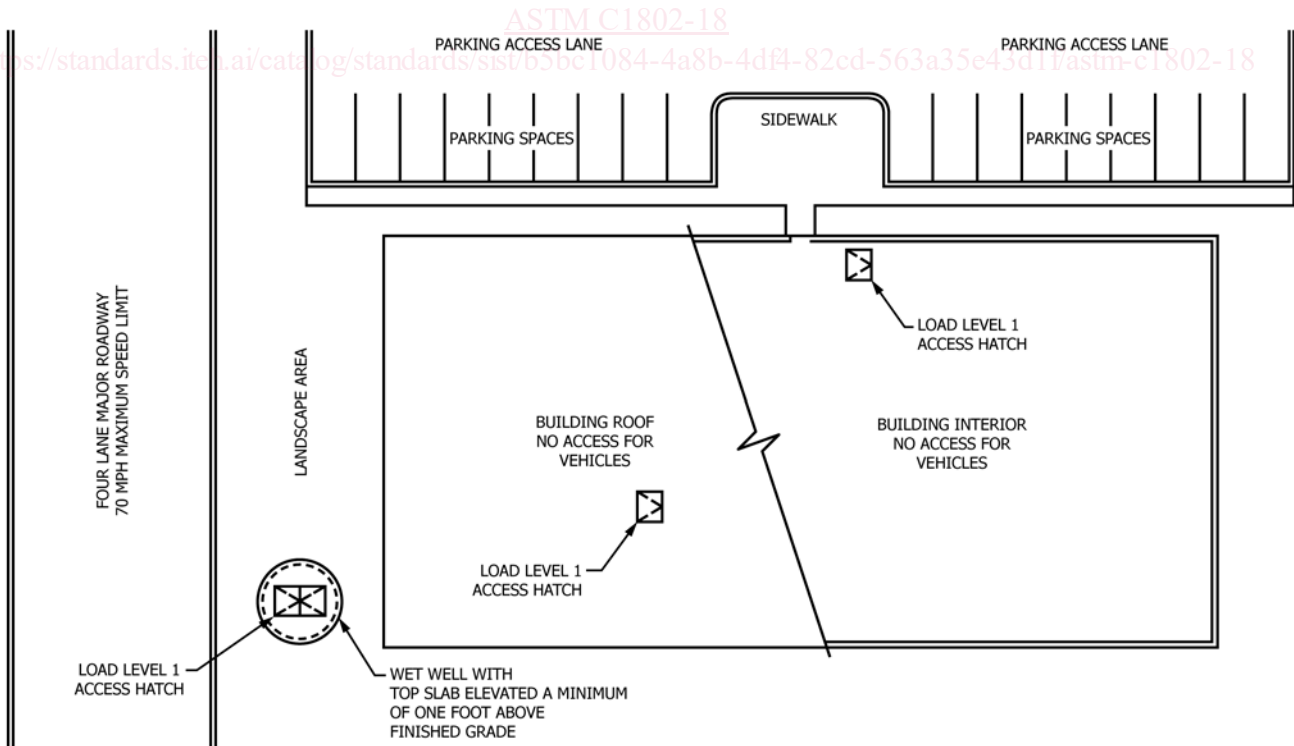 ASTM C1802-18
PARKING ACCESS LANE
PARKING ACCESS LANE
ps://standards.iteh.ai/catalog/standards/sist/b5bc1084-4a8b-4df4-82cd-563a35e43d1f/astm-c1802-18
SIDEWALK
PARKING SPACES
PARKING SPACES
LOAD LEVEL 1
ACCESS HATCH
FOUR LANE MAJOR ROADWAY
70 MPH MAXIMUM SPEED LIMIT
LANDSCAPE AREA
BUILDING ROOF
NO ACCESS FOR
VEHICLES
BUILDING INTERIOR
NO ACCESS FOR
VEHICLES
LOAD LEVEL 1
ACCESS HATCH
LOAD LEVEL 1
ACCESS HATCH
WET WELL WITH
TOP SLAB ELEVATED A MINIMUM
OF ONE FOOT ABOVE
FINISHED GRADE